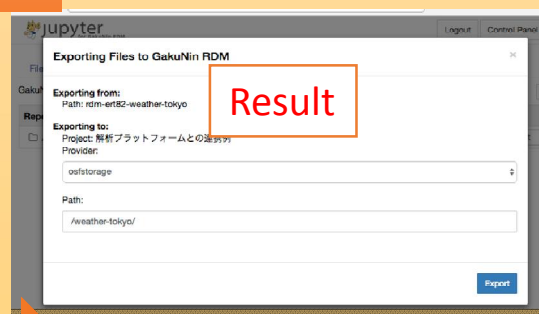 jupyter
Logout
Control Panel
Exporting Files to GakuNin RDM
×
Exporting from:
Path: rdm-ert82-weather-tokyo
Result
Exporting to:
Project: 解析プラットフォームとの連携例
Provider:
osfstorage
Path:
/weather-tokyo/
Export